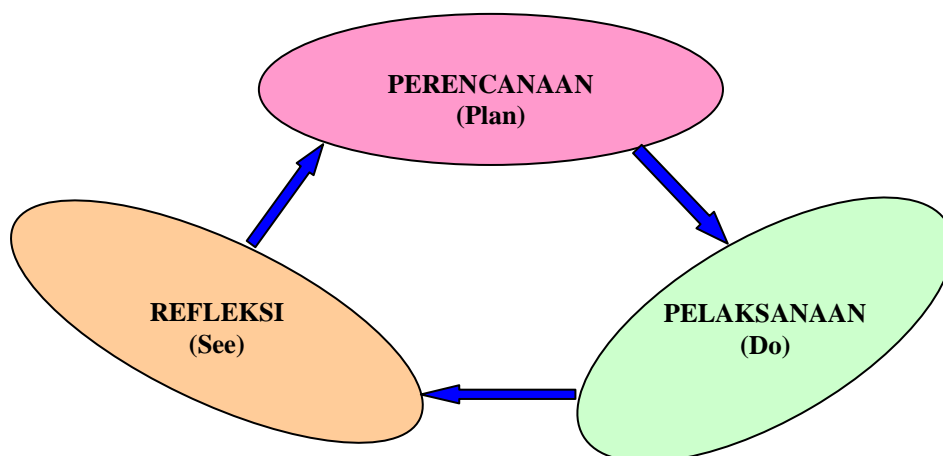 PERENCANAAN
(Plan)
REFLEKSI
(See)
PELAKSANAAN
(Do)